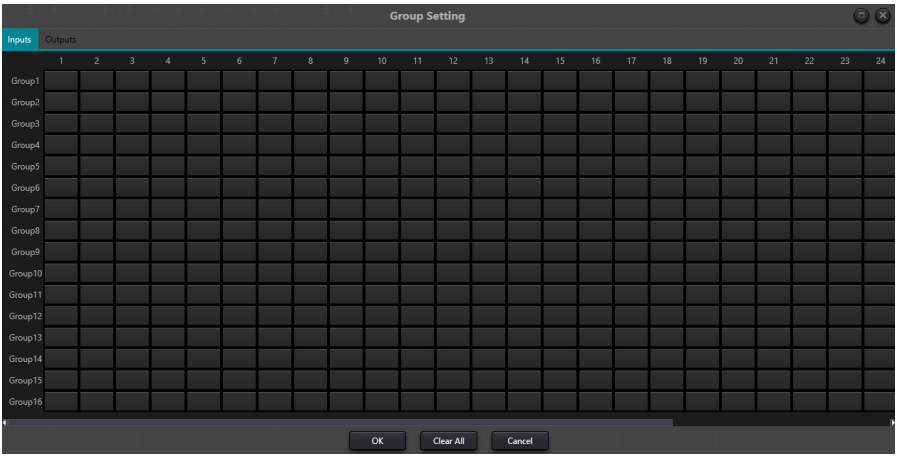 Group Setting
Inputs Outputs
1 2 3 4 5 6 7 8 9 10 11 12 13 14 15 16 17 18 19 20 21 22 23 24
Group1
Group2
Group3
Group4
Group5
Group6
Group7
Group8
Group9
Group10
Group11
Group12
Group13
Group14
Group15
Group16
OK Clear All Cancel